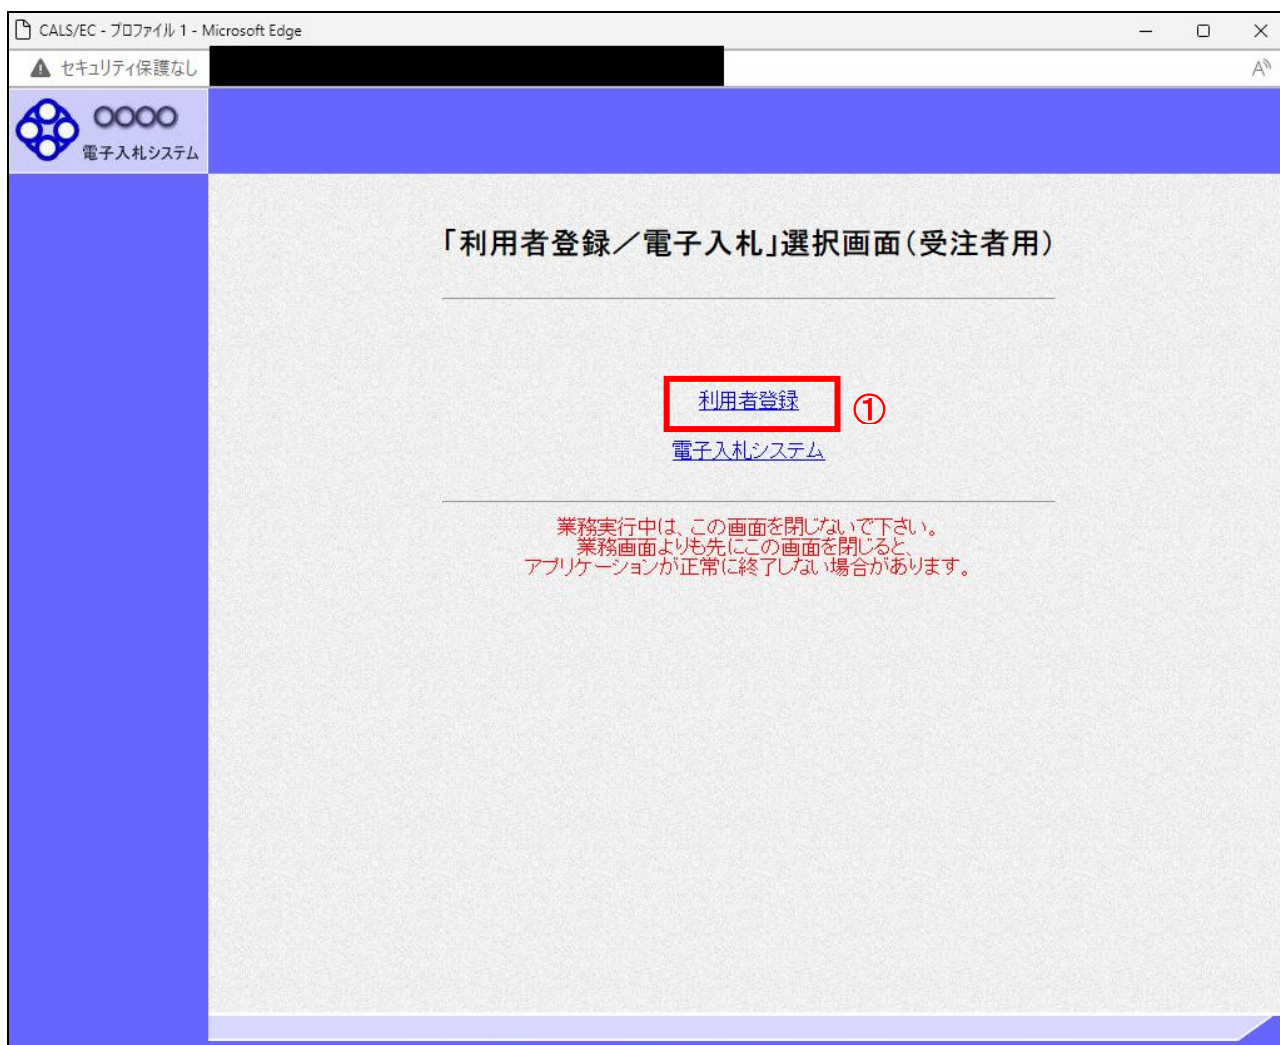 CALS/EC - プロファイル 1 - Microsoft Edge
セキュリティ保護なし
○○○○
電子入札システム
「利用者登録／電子入札」選択画面(受注者用)
利用者登録
①
電子入札システム
業務実行中は、この画面を閉じないで下さい。
業務画面よりも先にこの画面を閉じると、
アプリケーションが正常に終了しない場合があります。